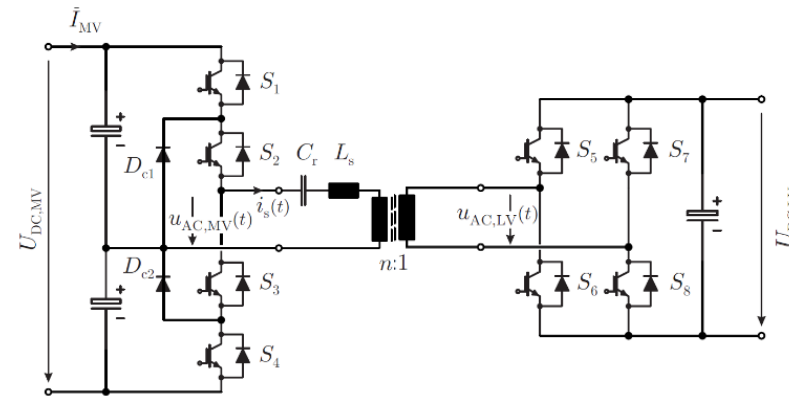 Ī_MV
+
−
S_1
S_2
D_c1
C_r
L_s
i_s(t)
u_AC,MV(t)
U_DC,MV
D_c2
+
−
S_3
S_4
n:1
u_AC,LV(t)
S_5
S_7
S_6
S_8
+
−